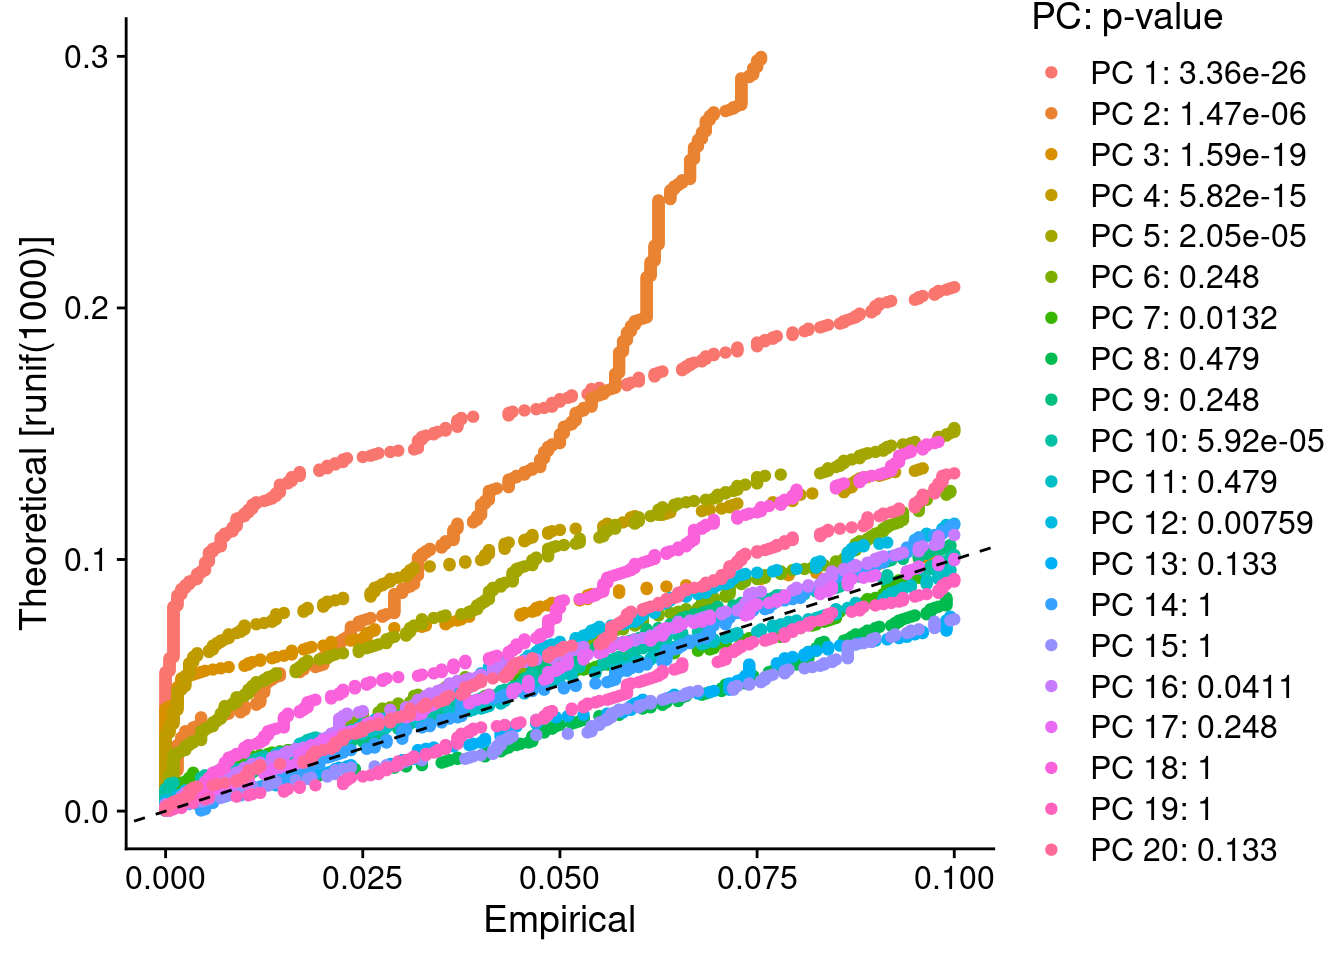 PC: p-value
PC 1: 3.36e-26
PC 2: 1.47e-06
PC 3: 1.59e-19
PC 4: 5.82e-15
PC 5: 2.05e-05
PC 6: 0.248
PC 7: 0.0132
PC 8: 0.479
PC 9: 0.248
PC 10: 5.92e-05
PC 11: 0.479
PC 12: 0.00759
PC 13: 0.133
PC 14: 1
PC 15: 1
PC 16: 0.0411
PC 17: 0.248
PC 18: 1
PC 19: 1
PC 20: 0.133
Theoretical [runif(1000)]
0.3
0.2
0.1
0.0
0.000 0.025 0.050 0.075 0.100
Empirical